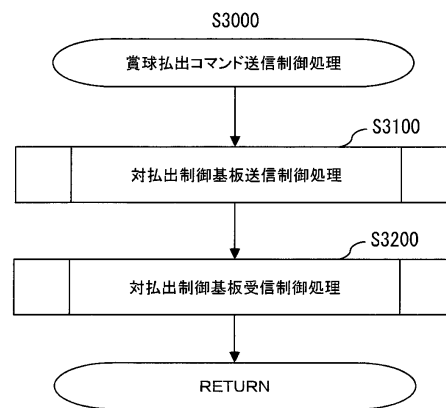 S3000
賞球払出コマンド送信制御処理
S3100
対払出制御基板送信制御処理
S3200
対払出制御基板受信制御処理
RETURN